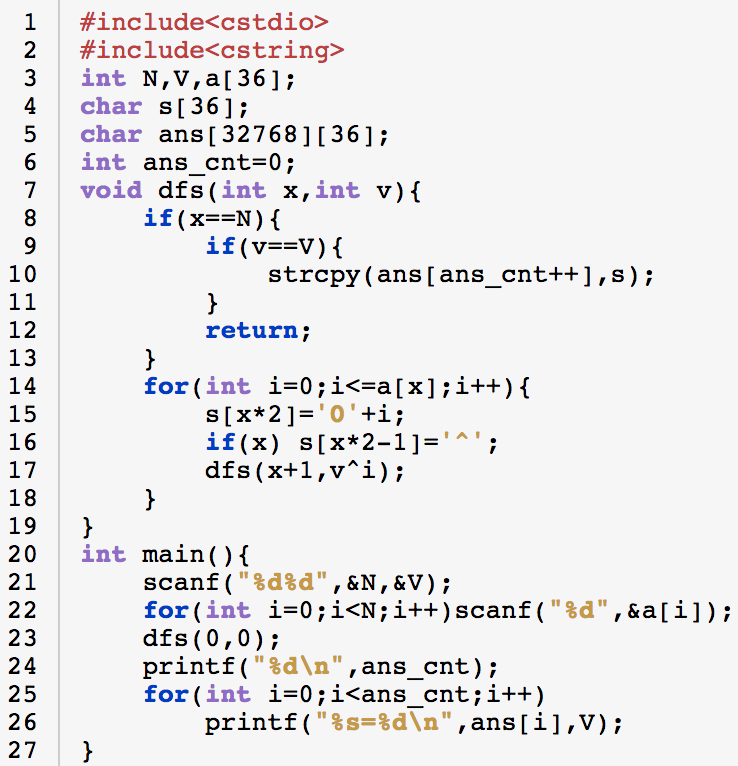 1 #include<cstdio>
2 #include<cstring>
3 int N,V,a[36];
4 char s[36];
5 char ans[32768][36];
6 int ans_cnt=0;
7 void dfs(int x,int v){
8     if(x==N){
9         if(v==V){
10             strcpy(ans[ans_cnt++],s);
11         }
12         return;
13     }
14     for(int i=0;i<=a[x];i++){
15         s[x*2]='0'+i;
16         if(x) s[x*2-1]='^';
17         dfs(x+1,v^i);
18     }
19 }
20 int main(){
21     scanf("%d%d",&N,&V);
22     for(int i=0;i<N;i++)scanf("%d",&a[i]);
23     dfs(0,0);
24     printf("%d\n",ans_cnt);
25     for(int i=0;i<ans_cnt;i++)
26         printf("%s=%d\n",ans[i],V);
27 }